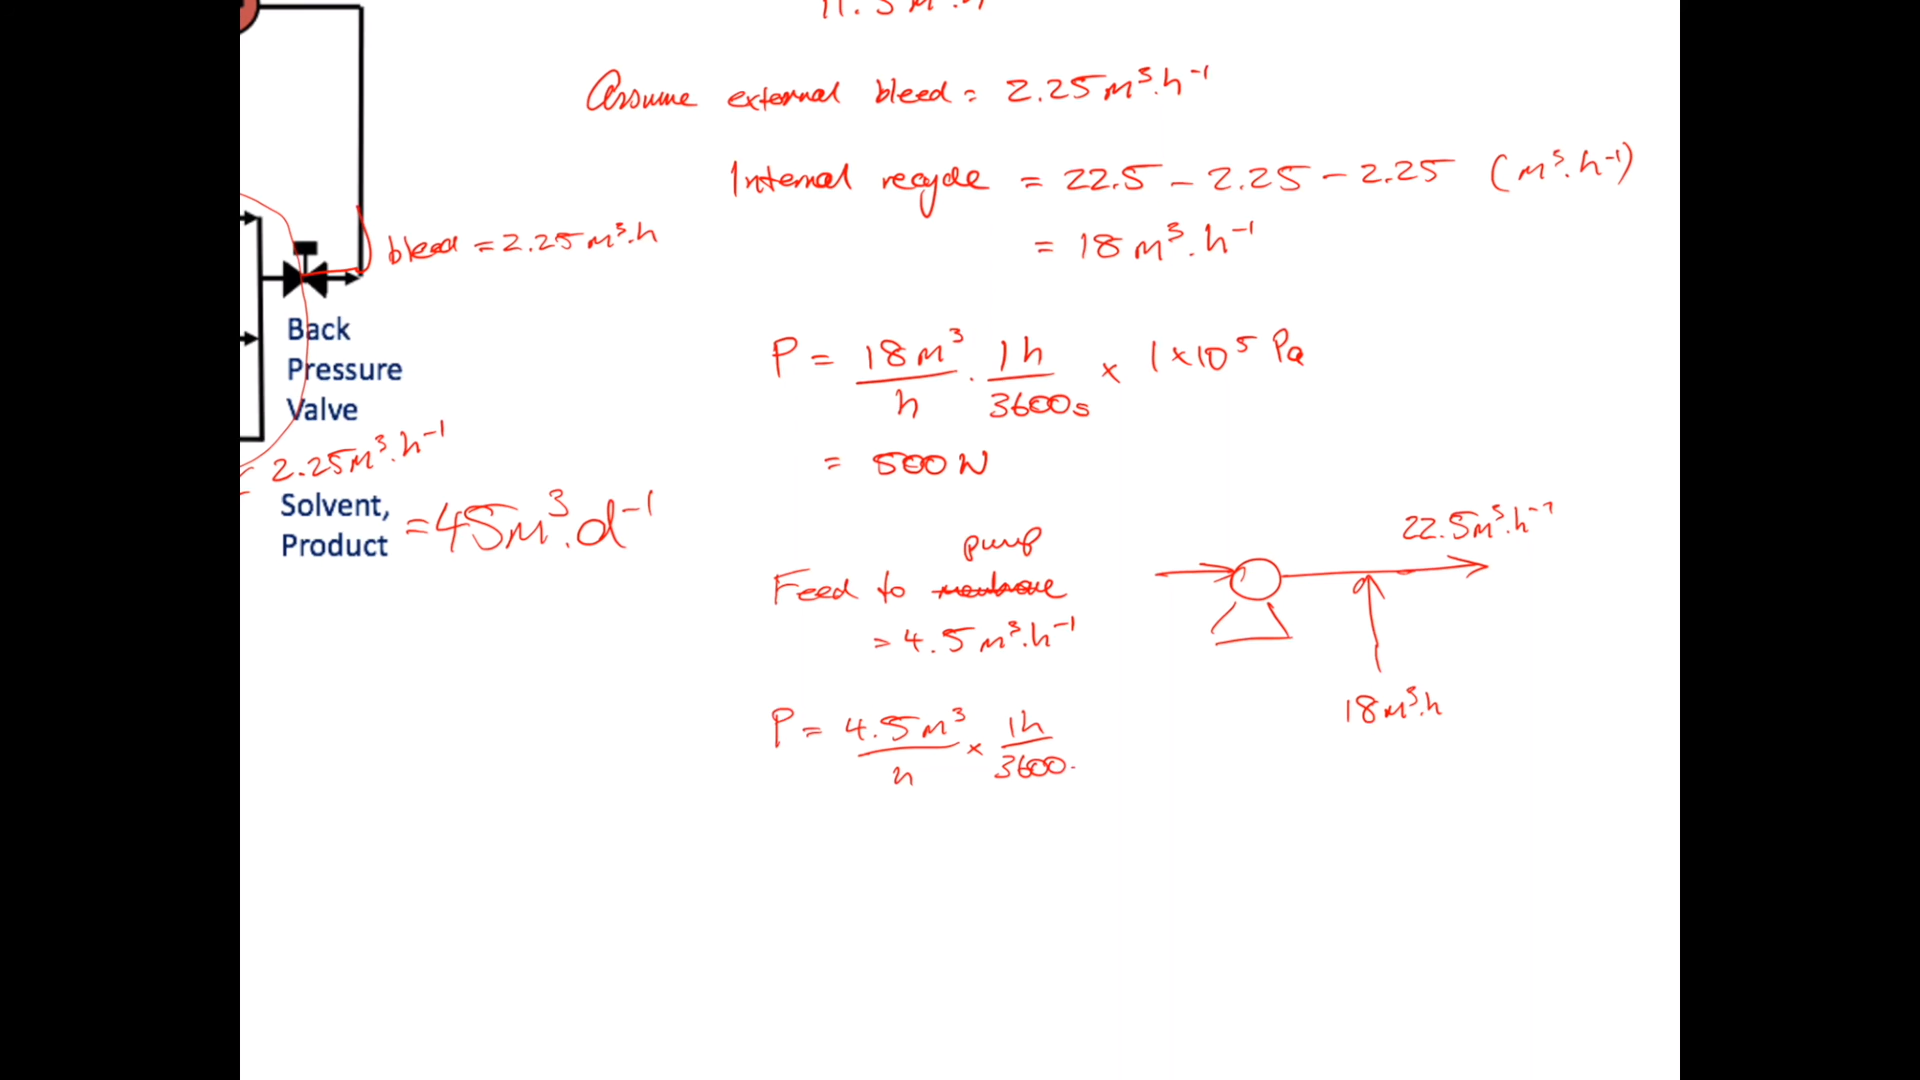 Assume external bleed = 2.25 m³.h⁻¹
Internal recycle = 22.5 – 2.25 – 2.25 (m³.h⁻¹)
= 18 m³.h⁻¹
bleed = 2.25 m³.h
Back
Pressure
Valve
= 2.25 m³.h⁻¹
Solvent,
Product
= 45 m³.d⁻¹
P = 18 m³/h . 1h/3600s × 1 × 10⁵ Pa
= 500 W
pump
Feed to
= 4.5 m³.h⁻¹
22.5 m³.h⁻¹
18 m³.h
P = 4.5 m³/h × 1h/3600.